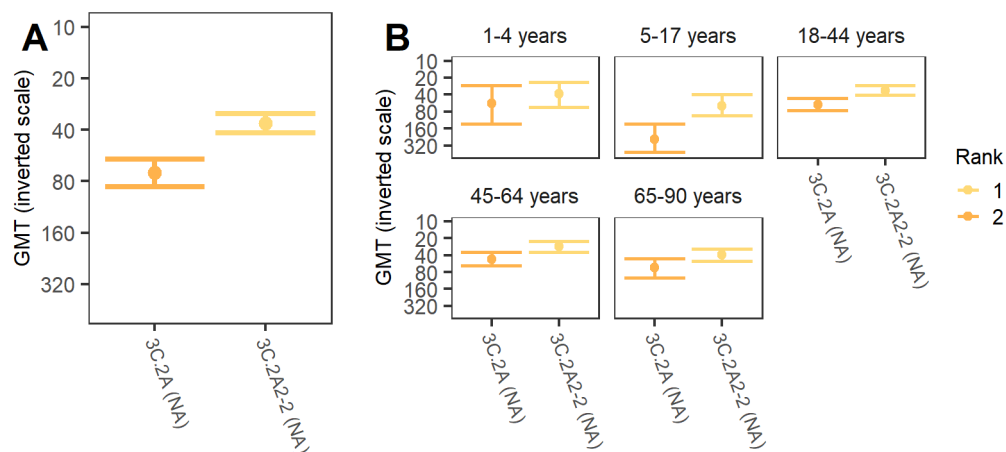 A
GMT (inverted scale)
10
20
40
80
160
320
3C.2A (NA)
3C.2A2-2 (NA)
B
GMT (inverted scale)
1-4 years
5-17 years
18-44 years
10
20
40
80
160
320
3C.2A (NA)
3C.2A2-2 (NA)
45-64 years
65-90 years
10
20
40
80
160
320
3C.2A (NA)
3C.2A2-2 (NA)
3C.2A (NA)
3C.2A2-2 (NA)
Rank
1
2